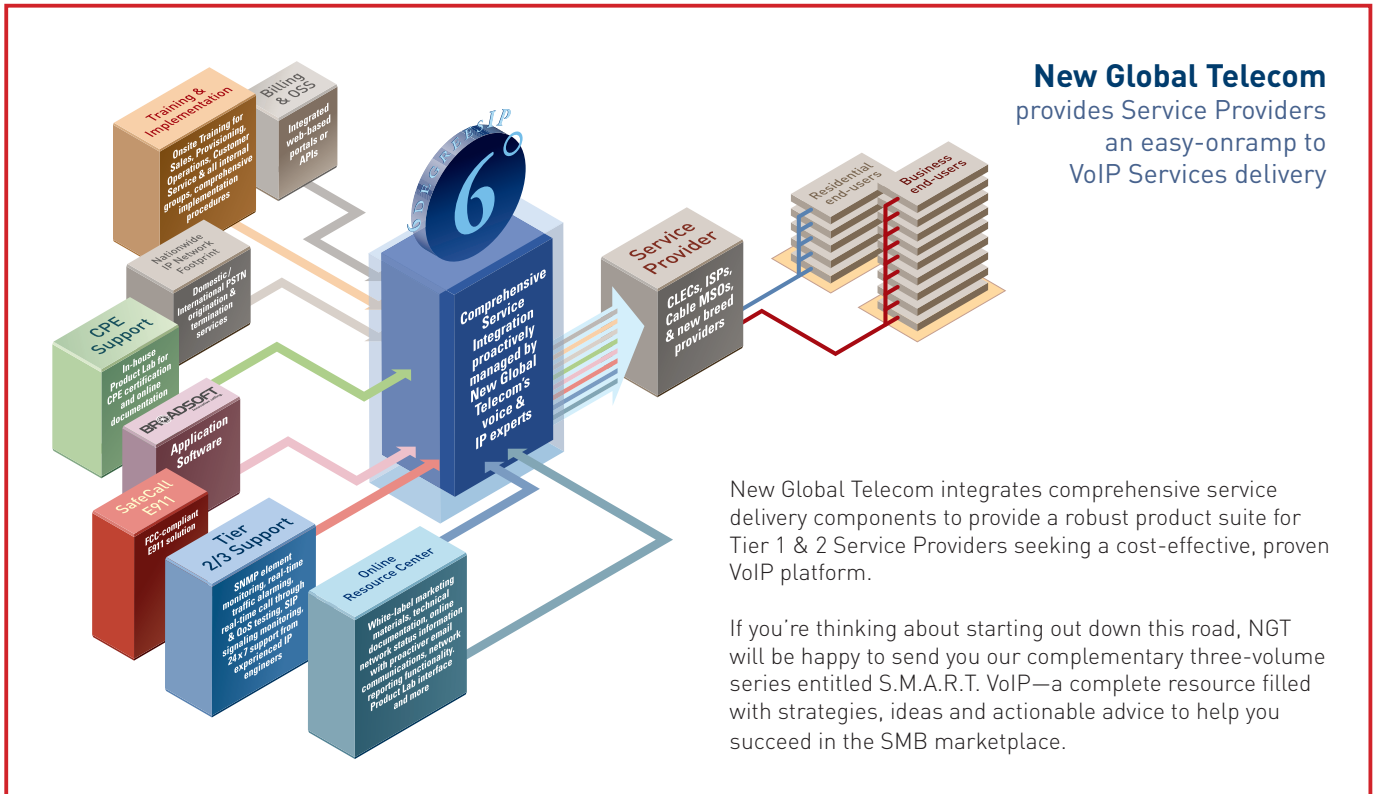 New Global Telecom
provides Service Providers
an easy-onramp to
VoIP Services delivery
Training &
Implementation
Onsite Training for
Sales, Provisioning,
Operations, Customer
Service & all internal
groups, comprehensive
implementation
procedures
Billing
& OSS
Integrated
web-based
portals or
APIs
Nationwide
IP Network
Footprint
Domestic/
International PSTN
origination &
termination
services
CPE
Support
In-house
Product Lab for
CPE certification
and online
documentation
BROADSOFT
Application
Software
SafeCall
E911
FCC-compliant
E911 solution
Tier
2/3 Support
SNMP element
monitoring, real-time
traffic alarming,
real-time call through
& QoS testing, SIP
signaling monitoring,
24x7 support from
experienced IP
engineers
Online
Resource Center
White-label marketing
materials, technical
documentation, online
network status information
with proactiver email
communications, network
reporting functionality,
Product Lab interface
and more
6DEGREESIP
6°
Comprehensive
Service
Integration
proactively
managed by
New Global
Telecom's
voice &
IP experts
Service
Provider
CLECs, ISPs,
Cable MSOs,
& new breed
providers
Residential
end-users
Business
end-users
New Global Telecom integrates comprehensive service
delivery components to provide a robust product suite for
Tier 1 & 2 Service Providers seeking a cost-effective, proven
VoIP platform.
If you're thinking about starting out down this road, NGT
will be happy to send you our complementary three-volume
series entitled S.M.A.R.T. VoIP—a complete resource filled
with strategies, ideas and actionable advice to help you
succeed in the SMB marketplace.